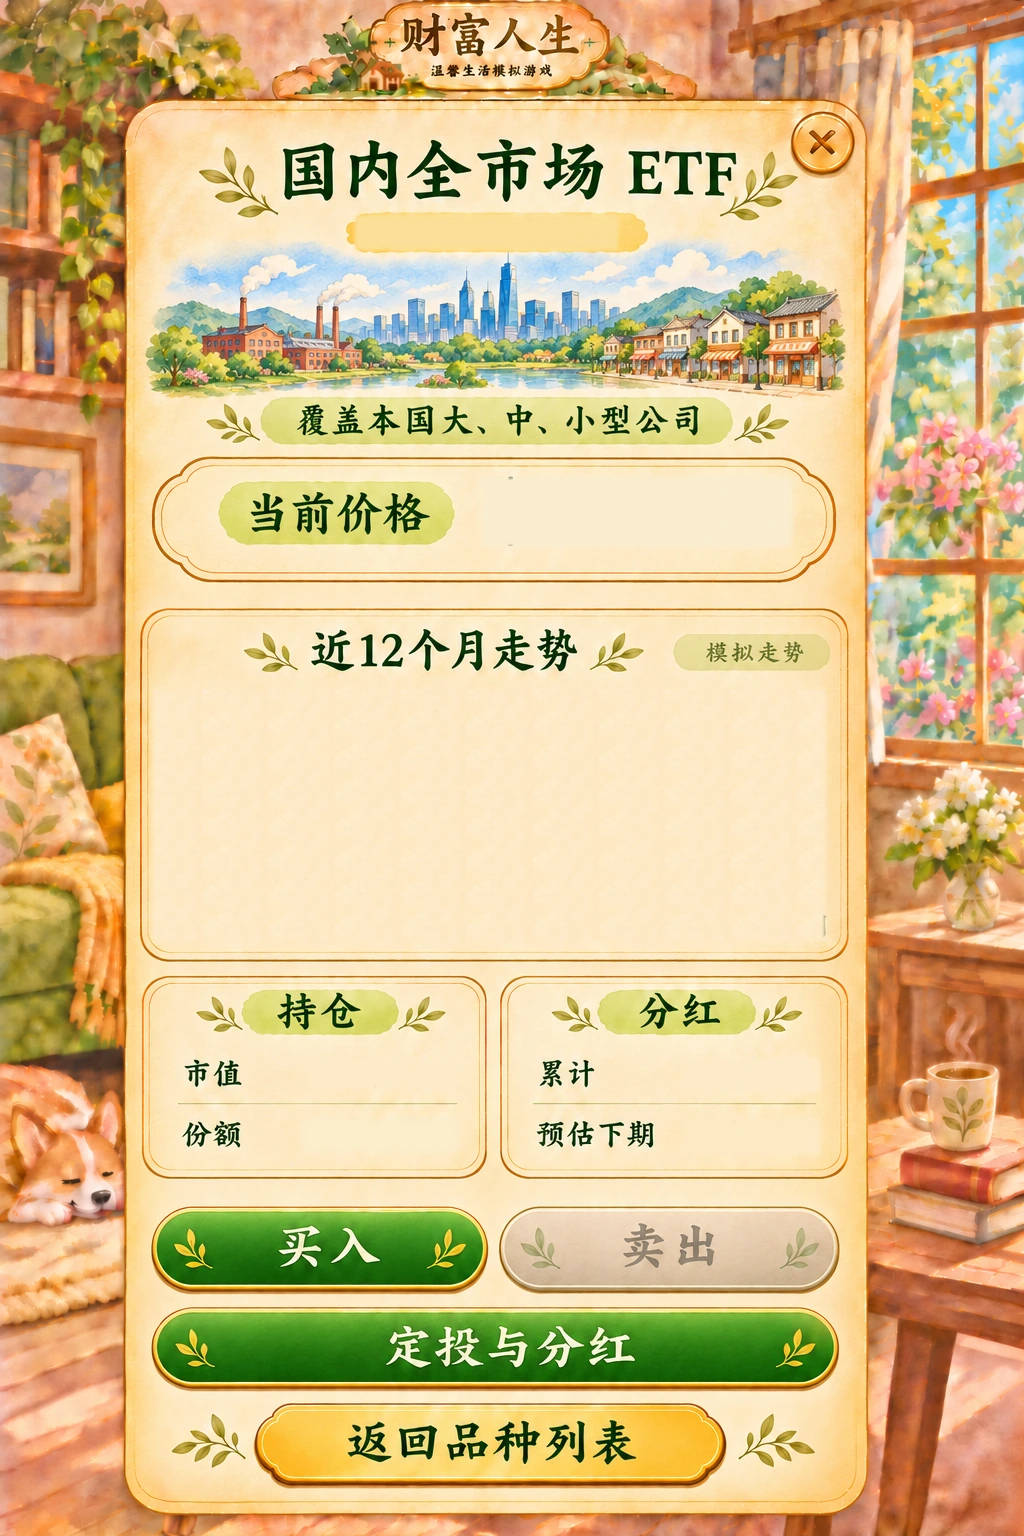 财富人生
温馨生活模拟游戏
国内全市场 ETF
覆盖本国大、中、小型公司
当前价格
近12个月走势
模拟走势
持仓
市值
份额
分红
累计
预估下期
买入
卖出
定投与分红
返回品种列表